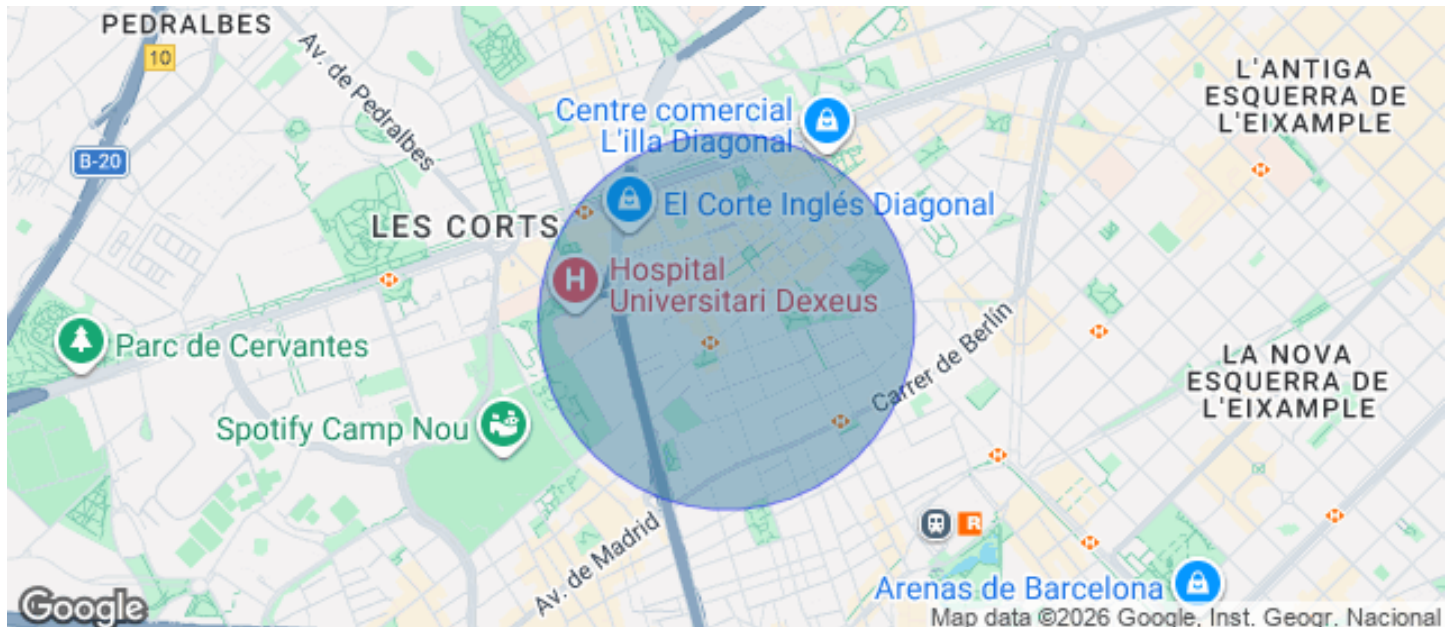 PEDRALBES
10
Av. de Pedralbes
B-20
L'ANTIGA
ESQUERRA DE
L'EIXAMPLE
Centre comercial
L'illa Diagonal
El Corte Inglés Diagonal
LES CORTS
H
Hospital
Universitari Dexeus
Parc de Cervantes
Carrer de Berlín
LA NOVA
ESQUERRA DE
L'EIXAMPLE
Spotify Camp Nou
R
Av. de Madrid
Arenas de Barcelona
Google
Map data ©2026 Google, Inst. Geogr. Nacional